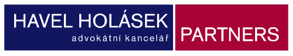 HAVEL HOLÁSEK
advokátní kancelář
PARTNERS